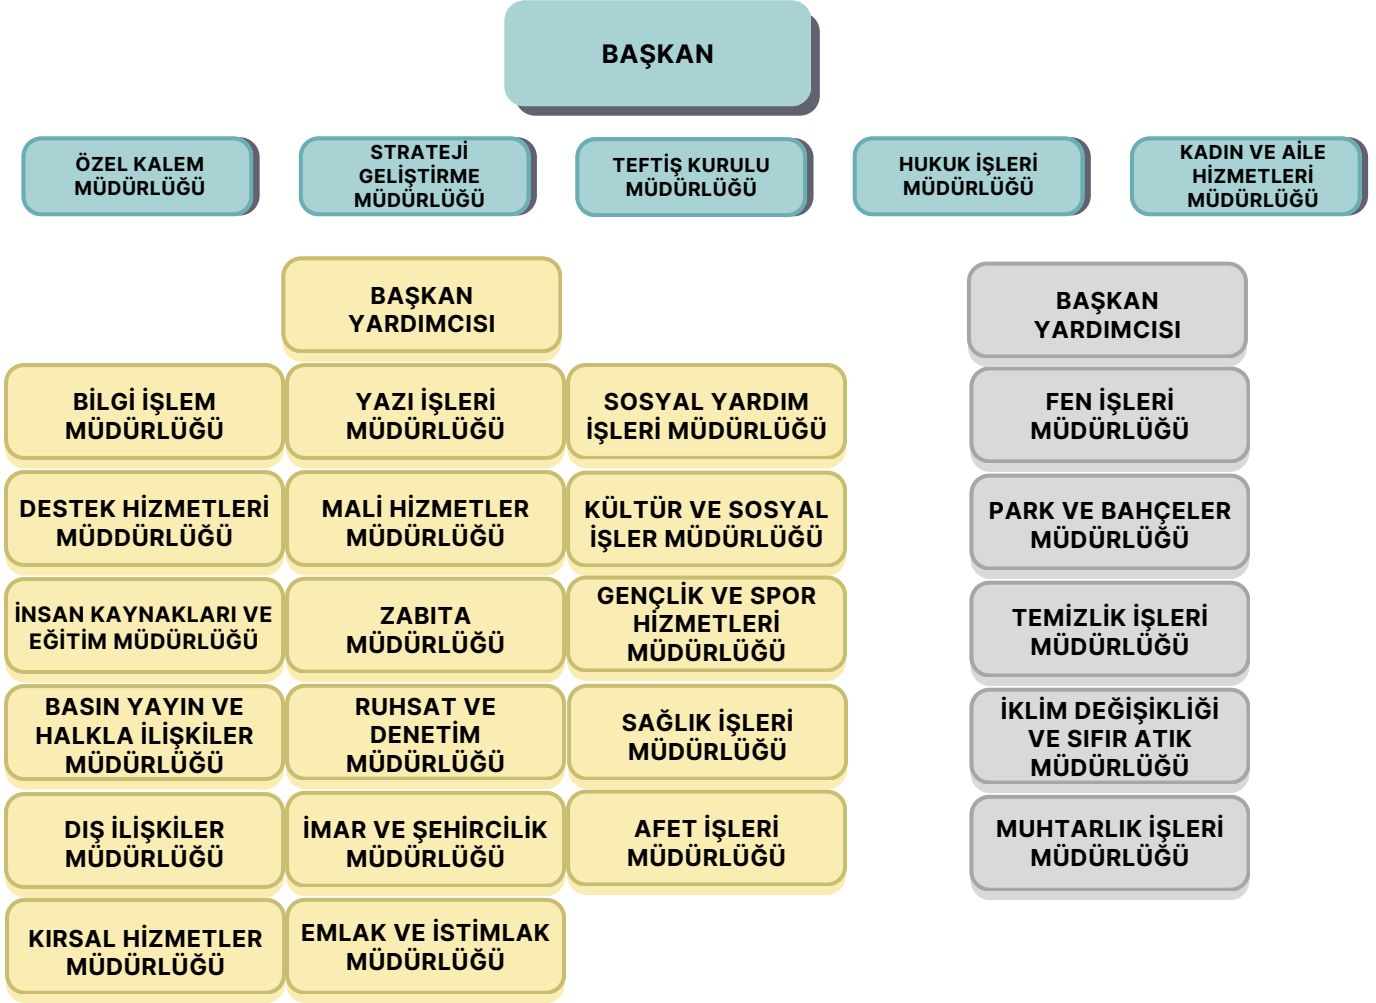 BAŞKAN
ÖZEL KALEM
MÜDÜRLÜĞÜ
STRATEJİ
GELİŞTİRME
MÜDÜRLÜĞÜ
TEFTİŞ KURULU
MÜDÜRLÜĞÜ
HUKUK İŞLERİ
MÜDÜRLÜĞÜ
KADIN VE AİLE
HİZMETLERİ
MÜDÜRLÜĞÜ
BAŞKAN
YARDIMCISI
BİLGİ İŞLEM
MÜDÜRLÜĞÜ
YAZI İŞLERİ
MÜDÜRLÜĞÜ
SOSYAL YARDIM
İŞLERİ MÜDÜRLÜĞÜ
DESTEK HİZMETLERİ
MÜDDÜRLÜĞÜ
MALİ HİZMETLER
MÜDÜRLÜĞÜ
KÜLTÜR VE SOSYAL
İŞLER MÜDÜRLÜĞÜ
İNSAN KAYNAKLARI VE
EĞİTİM MÜDÜRLÜĞÜ
ZABITA
MÜDÜRLÜĞÜ
GENÇLİK VE SPOR
HİZMETLERİ
MÜDÜRLÜĞÜ
BASIN YAYIN VE
HALKLA İLİŞKİLER
MÜDÜRLÜĞÜ
RUHSAT VE
DENETİM
MÜDÜRLÜĞÜ
SAĞLIK İŞLERİ
MÜDÜRLÜĞÜ
DIŞ İLİŞKİLER
MÜDÜRLÜĞÜ
İMAR VE ŞEHİRCİLİK
MÜDÜRLÜĞÜ
AFET İŞLERİ
MÜDÜRLÜĞÜ
KIRSAL HİZMETLER
MÜDÜRLÜĞÜ
EMLAK VE İSTİMLAK
MÜDÜRLÜĞÜ
BAŞKAN
YARDIMCISI
FEN İŞLERİ
MÜDÜRLÜĞÜ
PARK VE BAHÇELER
MÜDÜRLÜĞÜ
TEMİZLİK İŞLERİ
MÜDÜRLÜĞÜ
İKLİM DEĞİŞİKLİĞİ
VE SIFIR ATIK
MÜDÜRLÜĞÜ
MUHTARLIK İŞLERİ
MÜDÜRLÜĞÜ